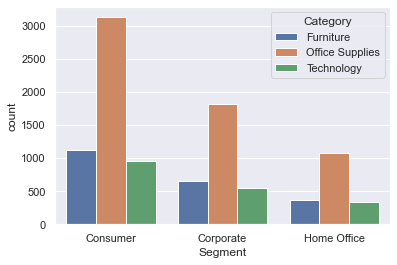 Category
Furniture
Office Supplies
Technology
count
3000
2500
2000
1500
1000
500
0
Consumer
Corporate
Home Office
Segment